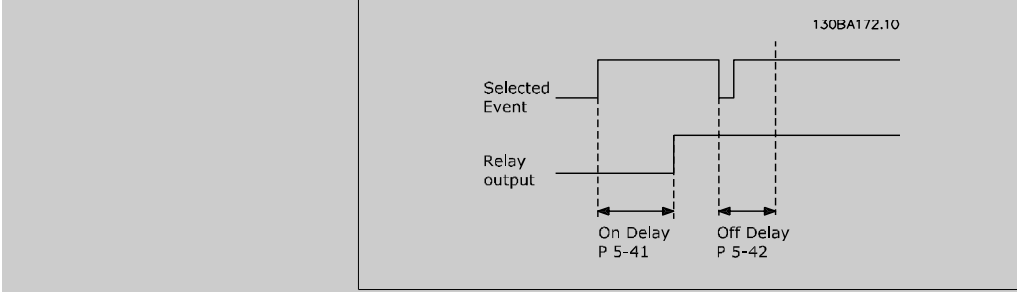 130BA172.10
Selected
Event
Relay
output
On Delay
P 5-41
Off Delay
P 5-42